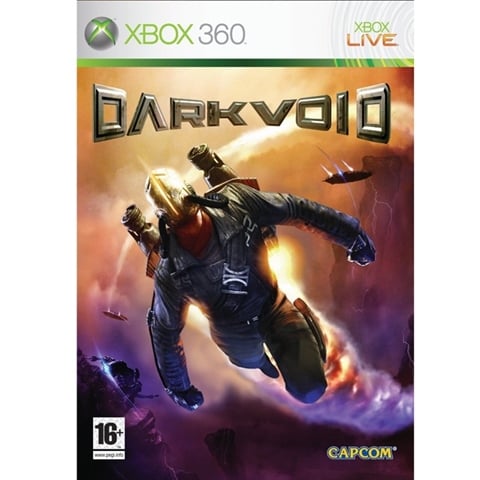 XBOX 360
XBOX
LIVE
DARKVOID
16+
www.pegi.info
CAPCOM